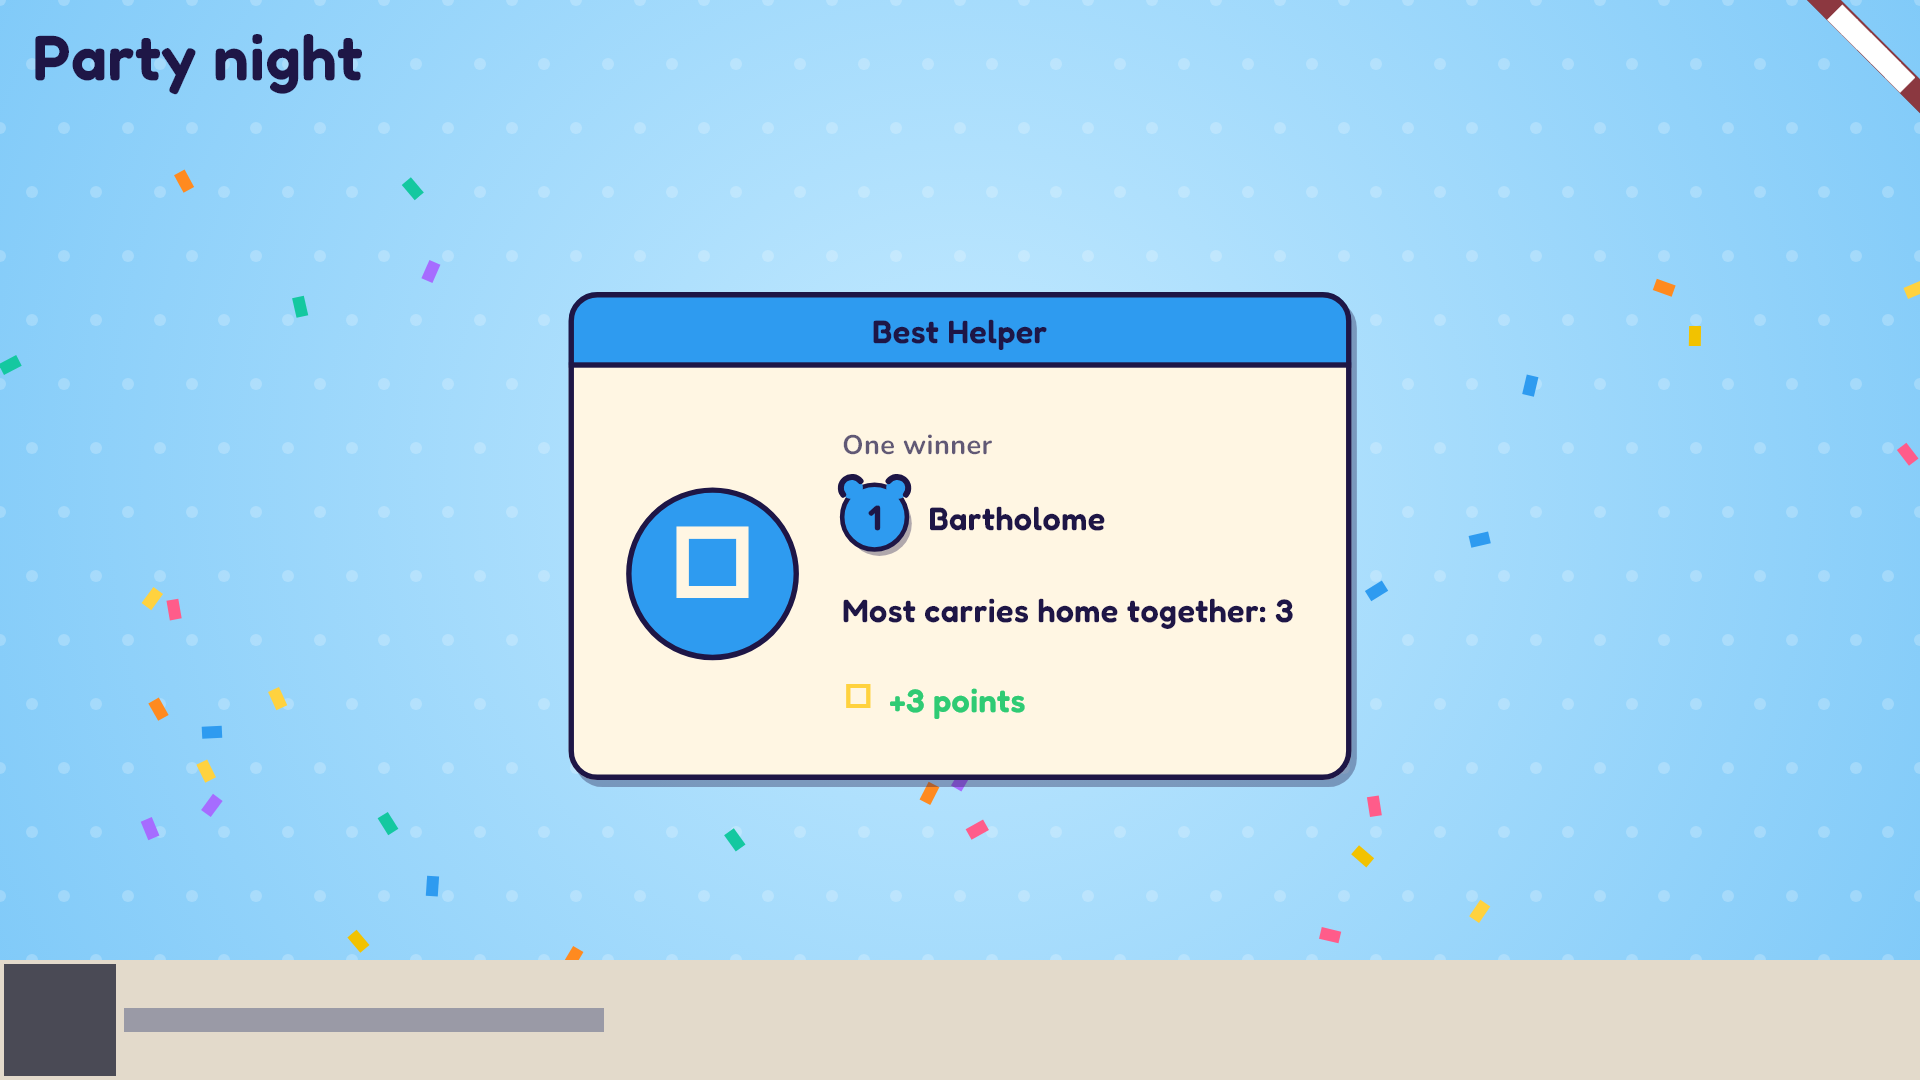 Party night
Best Helper
One winner
1
Bartholome
Most carries home together: 3
+3 points